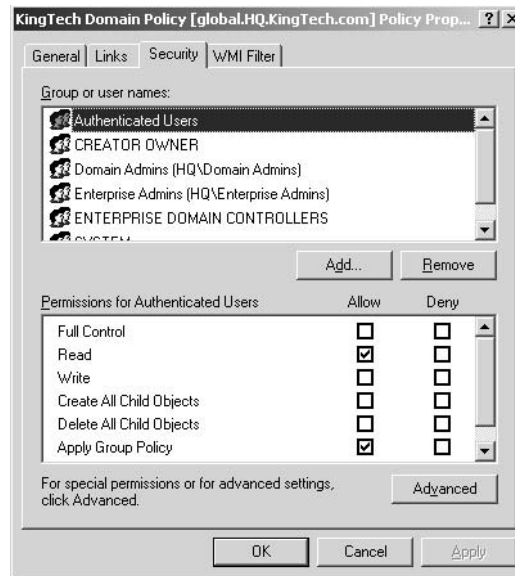 KingTech Domain Policy [global.HQ.KingTech.com] Policy Prop... ? X
General Links Security WMI Filter
Group or user names:
Authenticated Users
CREATOR OWNER
Domain Admins (HQ\Domain Admins)
Enterprise Admins (HQ\Enterprise Admins)
ENTERPRISE DOMAIN CONTROLLERS
SYSTEM
Add... Remove
Permissions for Authenticated Users Allow Deny
Full Control
Read
Write
Create All Child Objects
Delete All Child Objects
Apply Group Policy
For special permissions or for advanced settings,
click Advanced.
Advanced
OK Cancel Apply